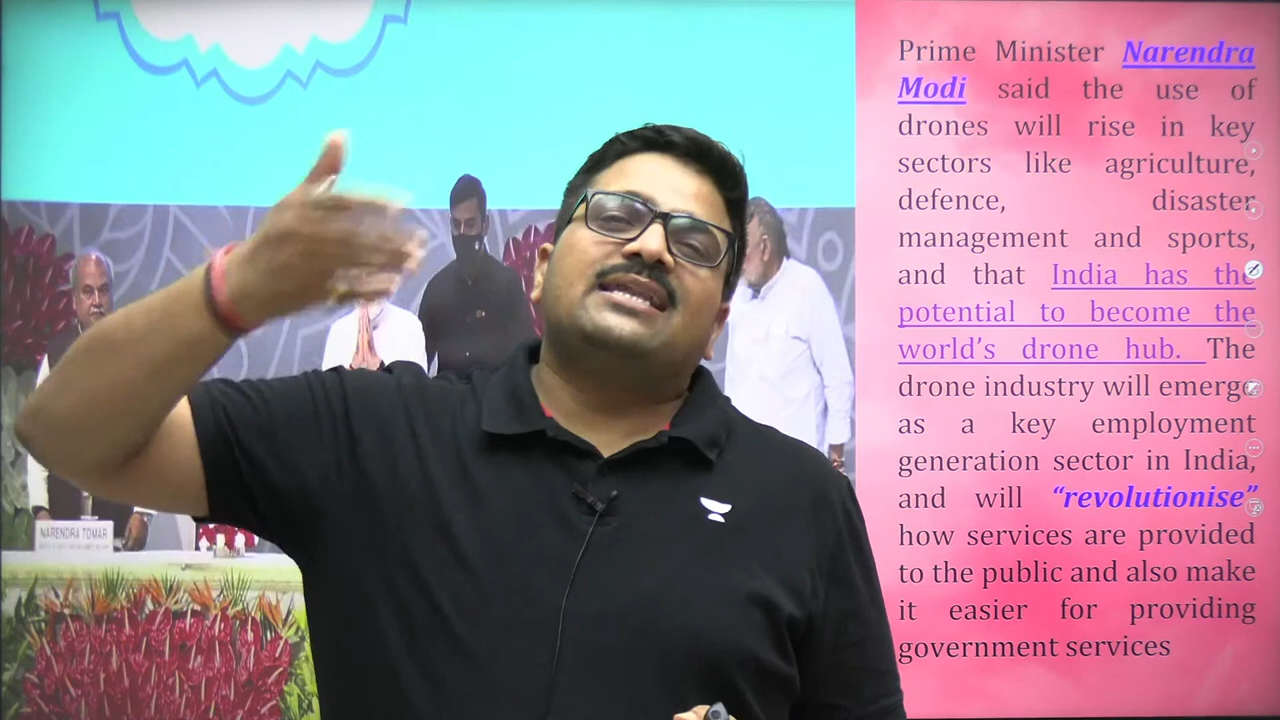 Prime Minister Narendra
Modi said the use of
drones will rise in key
sectors like agriculture,
defence, disaster
management and sports,
and that India has the
potential to become the
world's drone hub. The
drone industry will emerge
as a key employment
generation sector in India,
and will “revolutionise”
how services are provided
to the public and also make
it easier for providing
government services
NARENDRA TOMAR